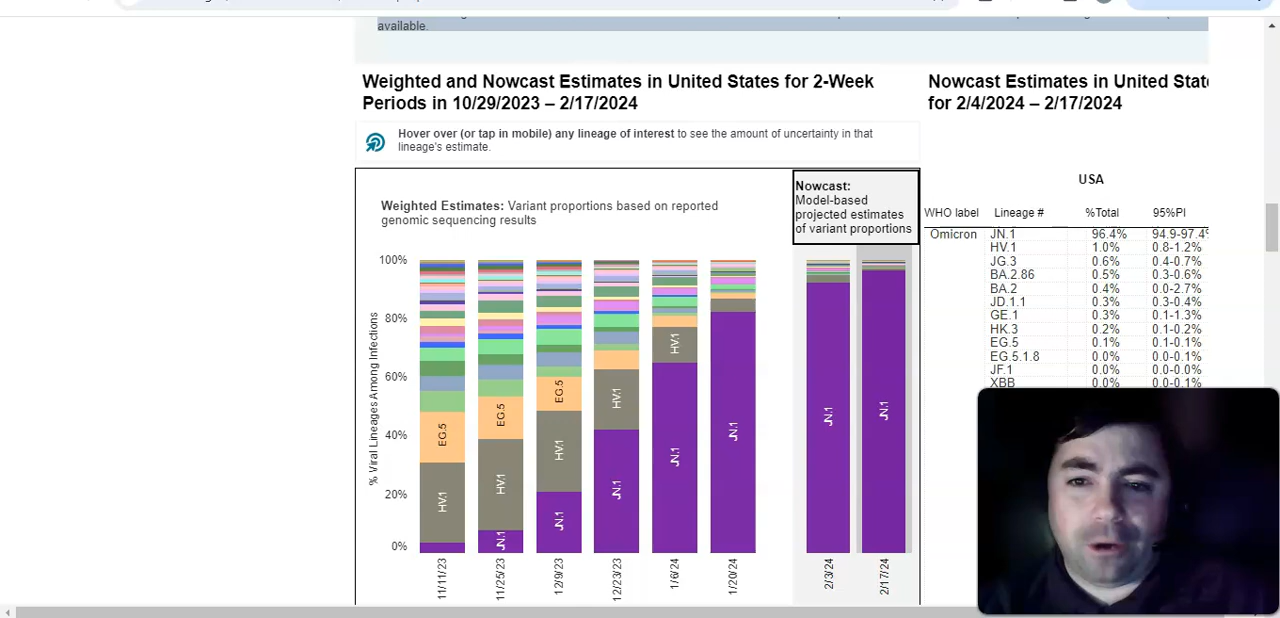 available.
Weighted and Nowcast Estimates in United States for 2-Week
Periods in 10/29/2023 – 2/17/2024
Hover over (or tap in mobile) any lineage of interest to see the amount of uncertainty in that
lineage's estimate.
Weighted Estimates: Variant proportions based on reported
genomic sequencing results
Nowcast:
Model-based
projected estimates
of variant proportions
% Viral Lineages Among Infections
100%
80%
60%
40%
20%
0%
EG.5
HV.1
EG.5
HV.1
JN.1
EG.5
HV.1
JN.1
HV.1
JN.1
HV.1
JN.1
JN.1
JN.1
JN.1
11/11/23
11/25/23
12/9/23
12/23/23
1/6/24
1/20/24
2/3/24
2/17/24
Nowcast Estimates in United
for 2/4/2024 – 2/17/2024
USA
WHO label Lineage # %Total 95%PI
Omicron JN.1 96.4% 94.9-97.4%
HV.1 1.0% 0.8-1.2%
JG.3 0.6% 0.4-0.7%
BA.2.86 0.5% 0.3-0.6%
BA.2 0.4% 0.0-2.7%
JD.1.1 0.3% 0.3-0.4%
GE.1 0.3% 0.1-1.3%
HK.3 0.2% 0.1-0.2%
EG.5 0.1% 0.1-0.1%
EG.5.1.8 0.0% 0.0-0.1%
JF.1 0.0% 0.0-0.0%
XBB 0.0% 0.0-0.1%